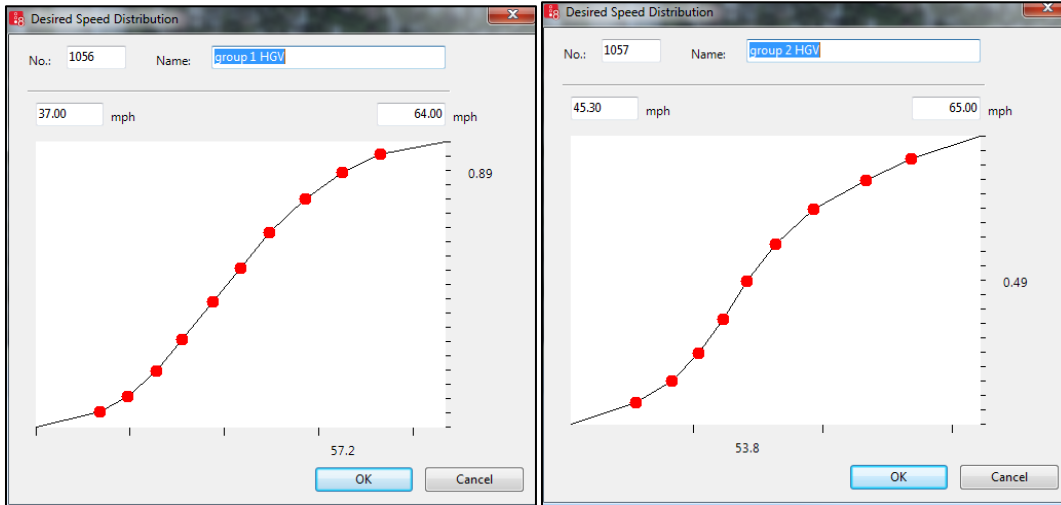 Desired Speed Distribution
No.: 1056 Name: group 1 HGV
37.00 mph 64.00 mph
0.89
57.2
OK Cancel
Desired Speed Distribution
No.: 1057 Name: group 2 HGV
45.30 mph 65.00 mph
0.49
53.8
OK Cancel